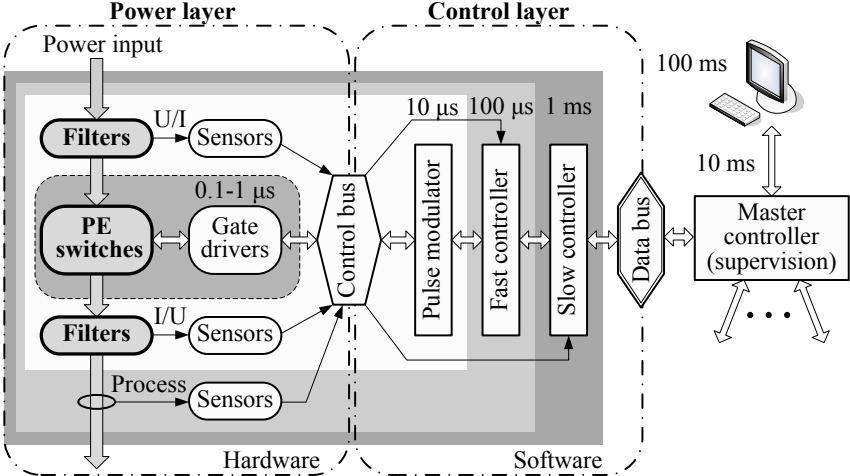 Power layer
Control layer
Power input
100 ms
U/I
10 μs
100 μs
1 ms
Filters
Sensors
10 ms
0.1-1 μs
PE
switches
Gate
drivers
Control bus
Pulse modulator
Fast controller
Slow controller
Data bus
Master
controller
(supervision)
I/U
Filters
Sensors
Process
Sensors
Hardware
Software